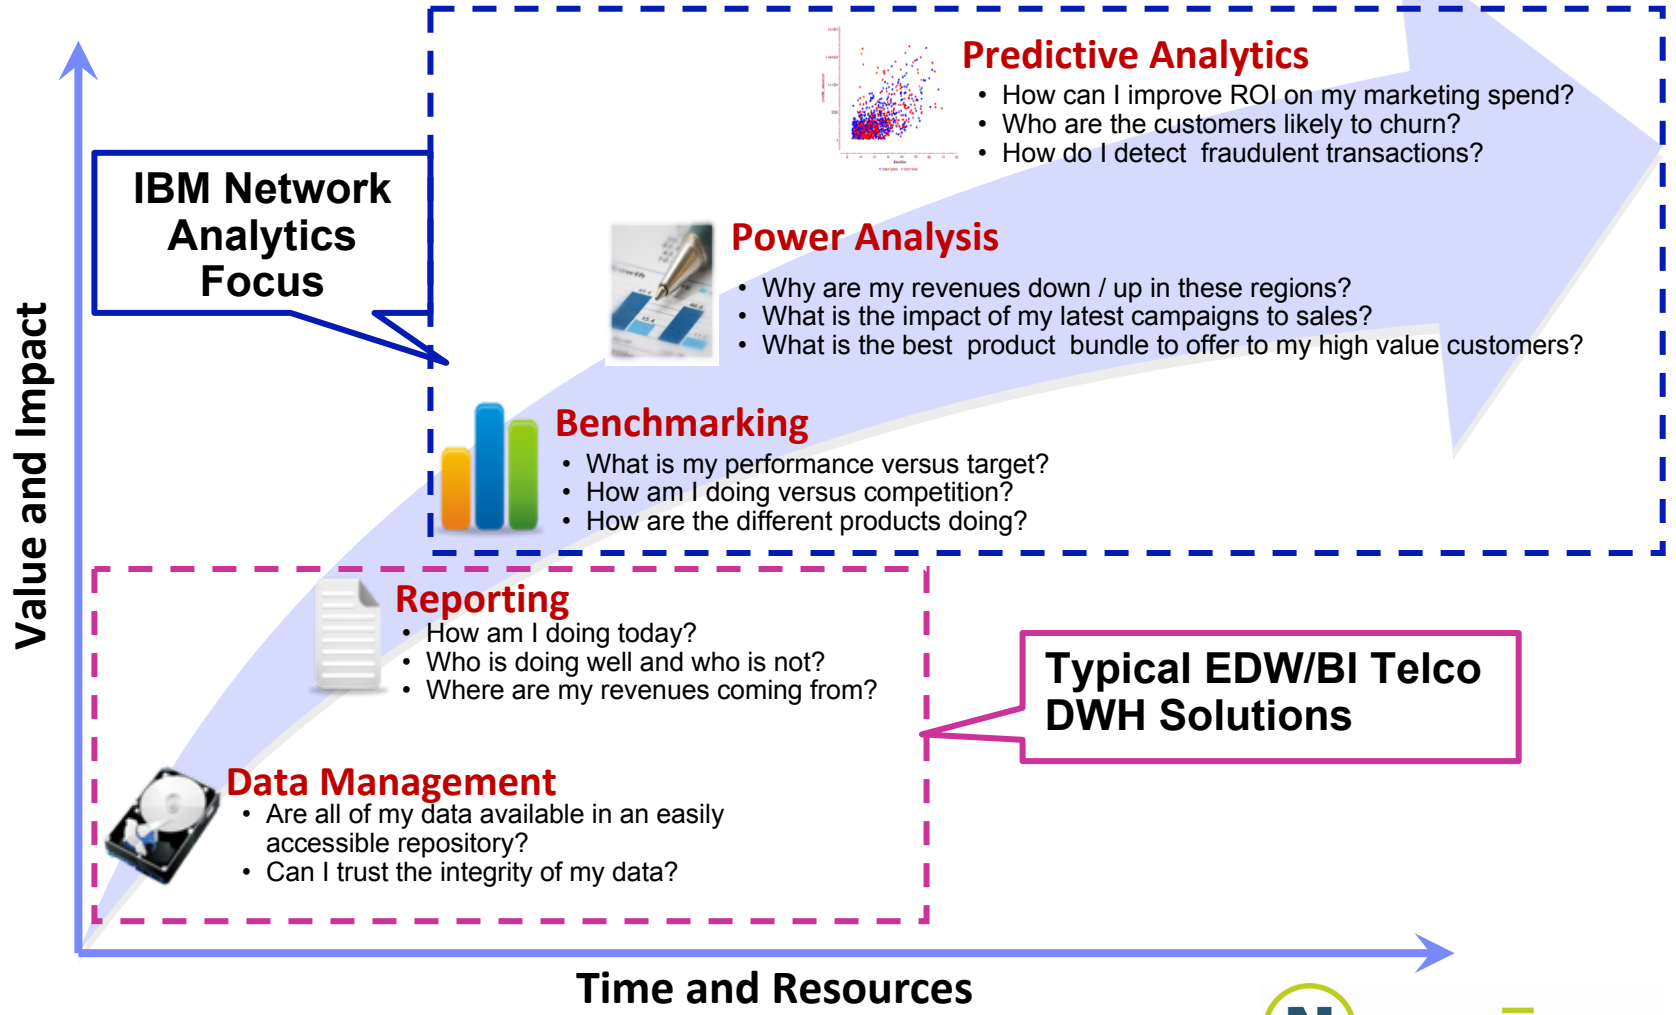 Predictive Analytics
• How can I improve ROI on my marketing spend?
• Who are the customers likely to churn?
• How do I detect fraudulent transactions?
IBM Network
Analytics
Focus
Power Analysis
• Why are my revenues down / up in these regions?
• What is the impact of my latest campaigns to sales?
• What is the best product bundle to offer to my high value customers?
Benchmarking
• What is my performance versus target?
• How am I doing versus competition?
• How are the different products doing?
Value and Impact
Reporting
• How am I doing today?
• Who is doing well and who is not?
• Where are my revenues coming from?
Typical EDW/BI Telco
DWH Solutions
Data Management
• Are all of my data available in an easily
accessible repository?
• Can I trust the integrity of my data?
Time and Resources